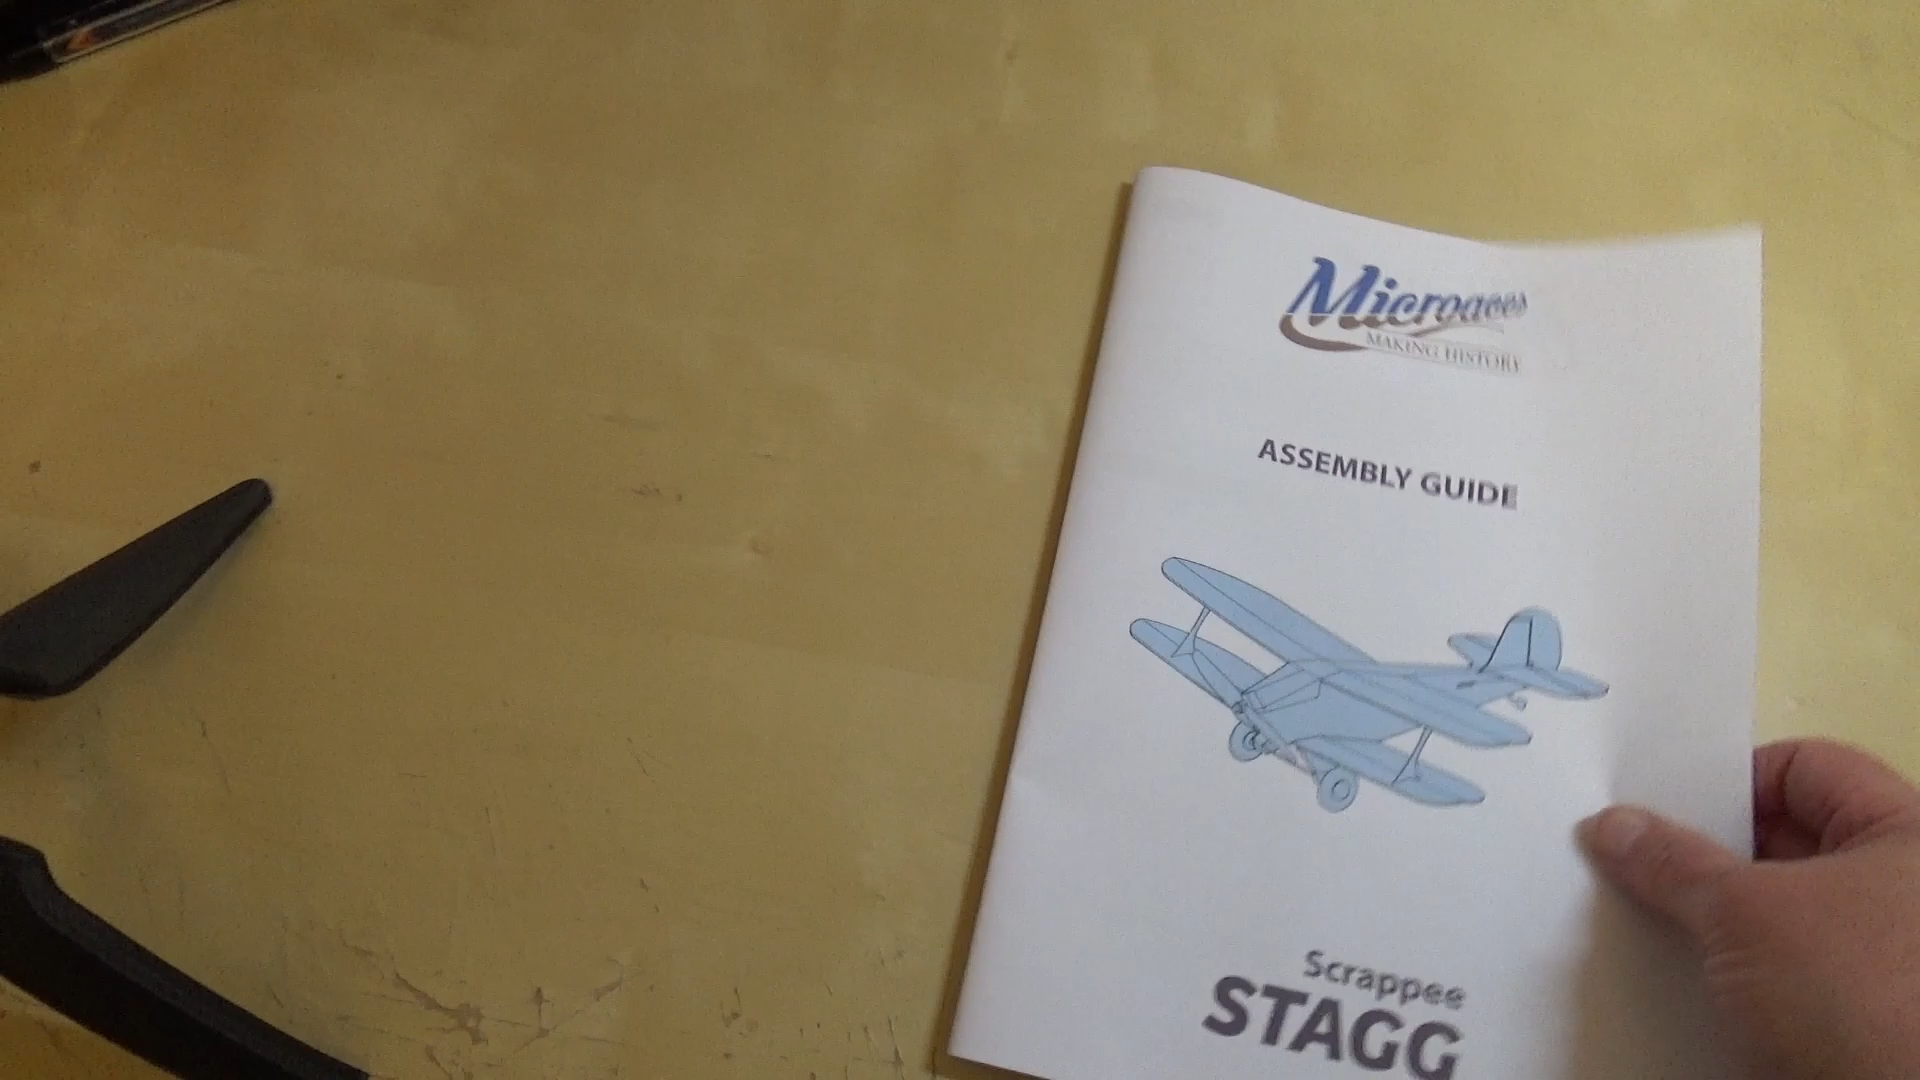 Microaces
MAKING HISTORY
ASSEMBLY GUIDE
Scrappee
STAGG